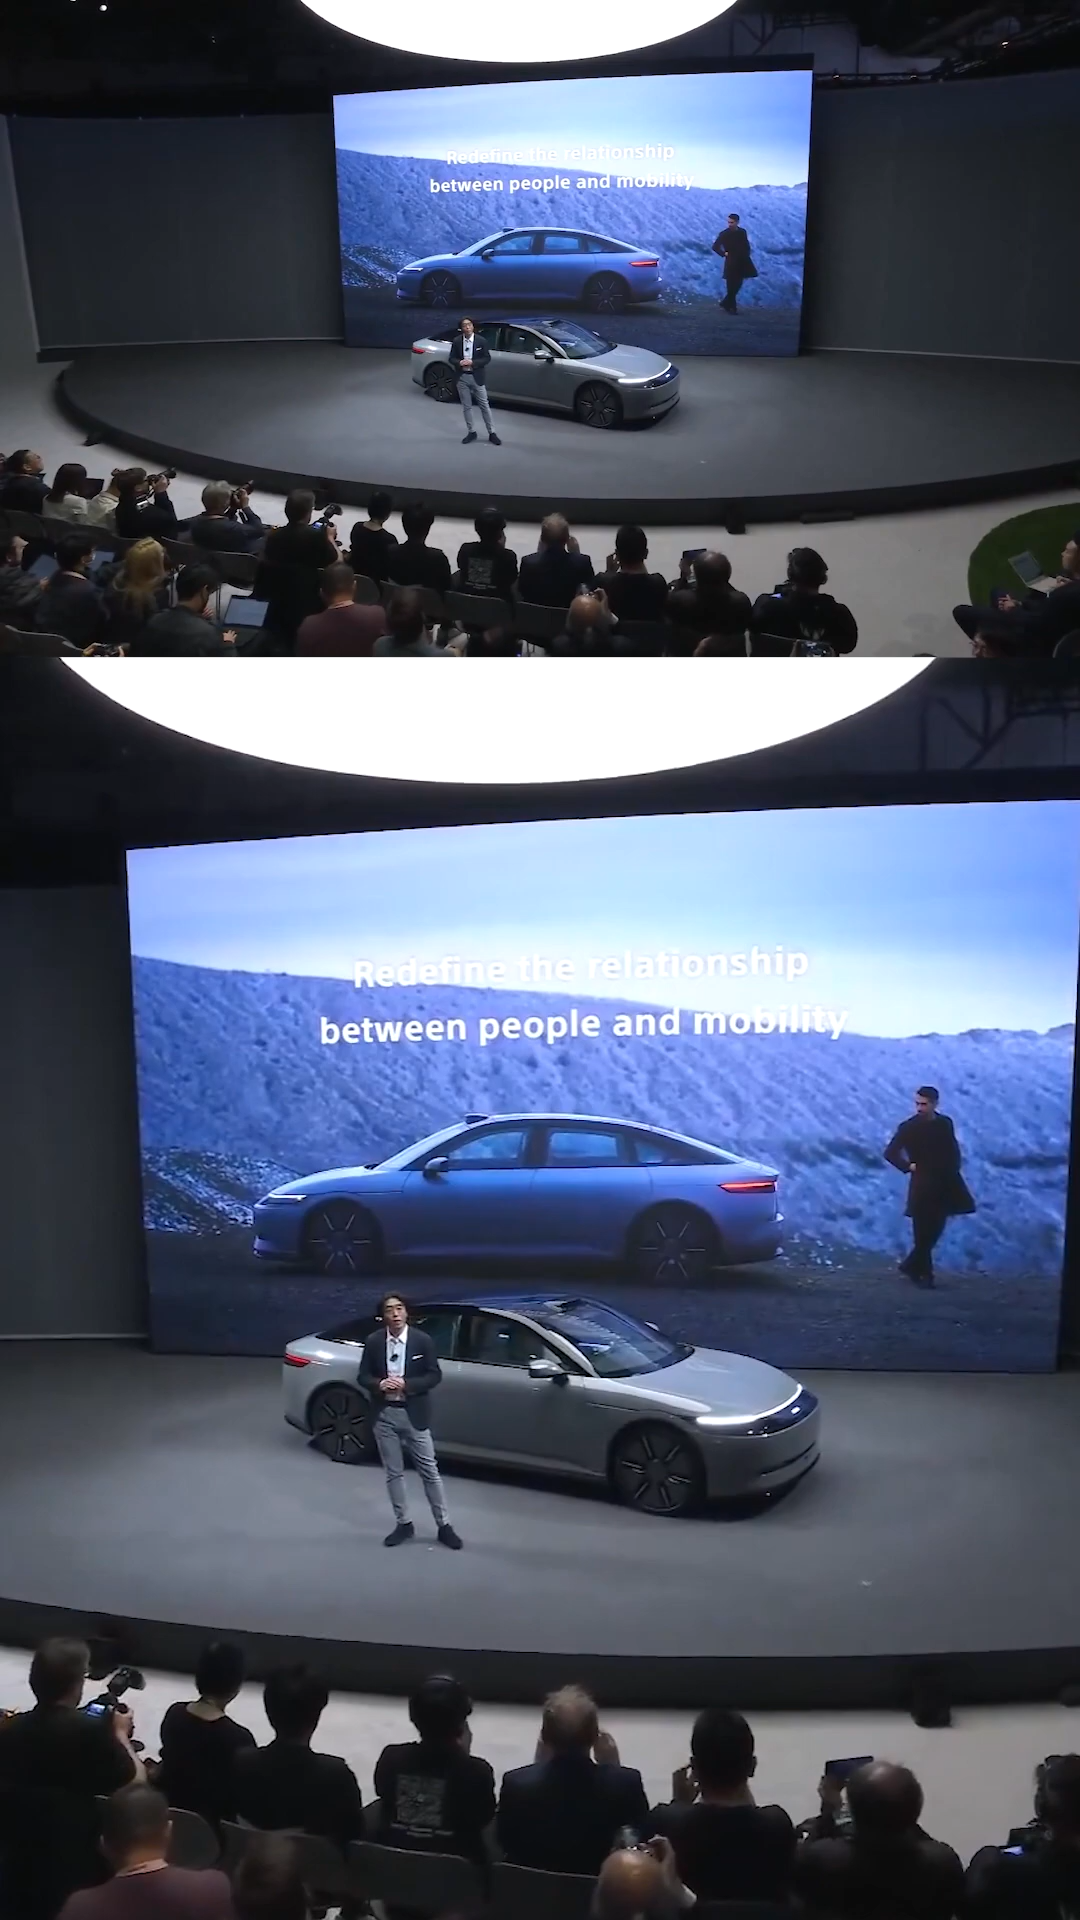 Redefine the relationship
between people and mobility
Redefine the relationship
between people and mobility